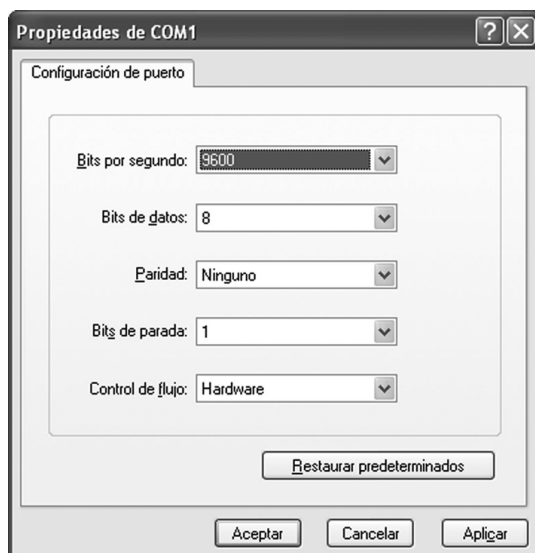 Propiedades de COM1
Configuración de puerto
Bits por segundo: 9600
Bits de datos: 8
Paridad: Ninguno
Bits de parada: 1
Control de flujo: Hardware
Restaurar predeterminados
Aceptar Cancelar Aplicar